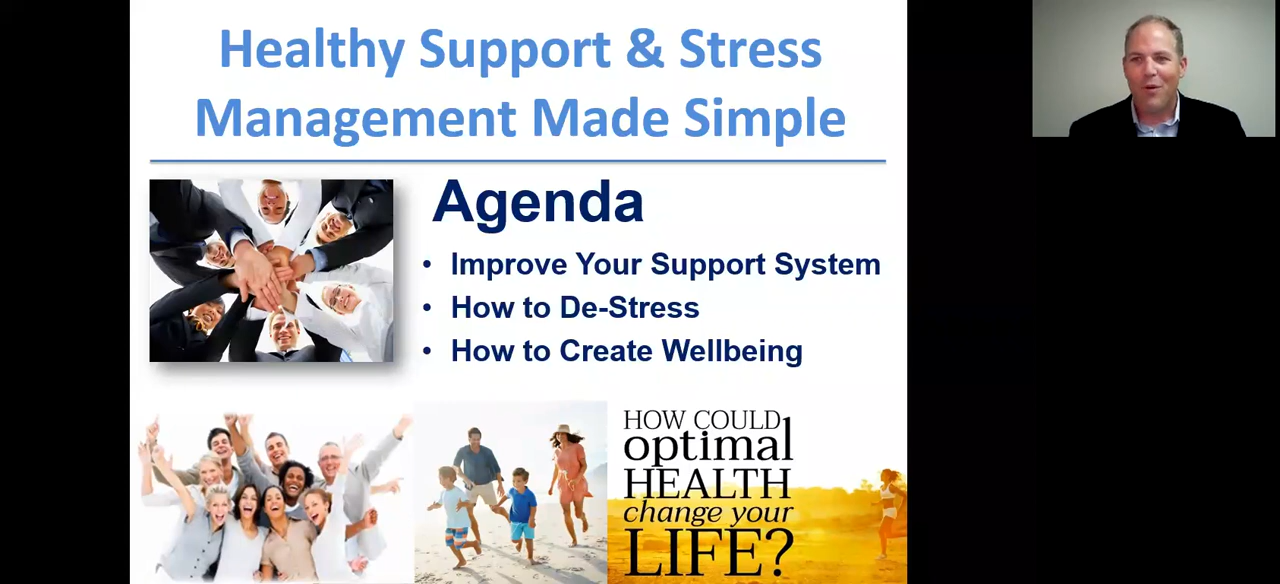 Healthy Support & Stress
Management Made Simple
Agenda
• Improve Your Support System
• How to De-Stress
• How to Create Wellbeing
HOW COULD
optimal
HEALTH
change your
LIFE?